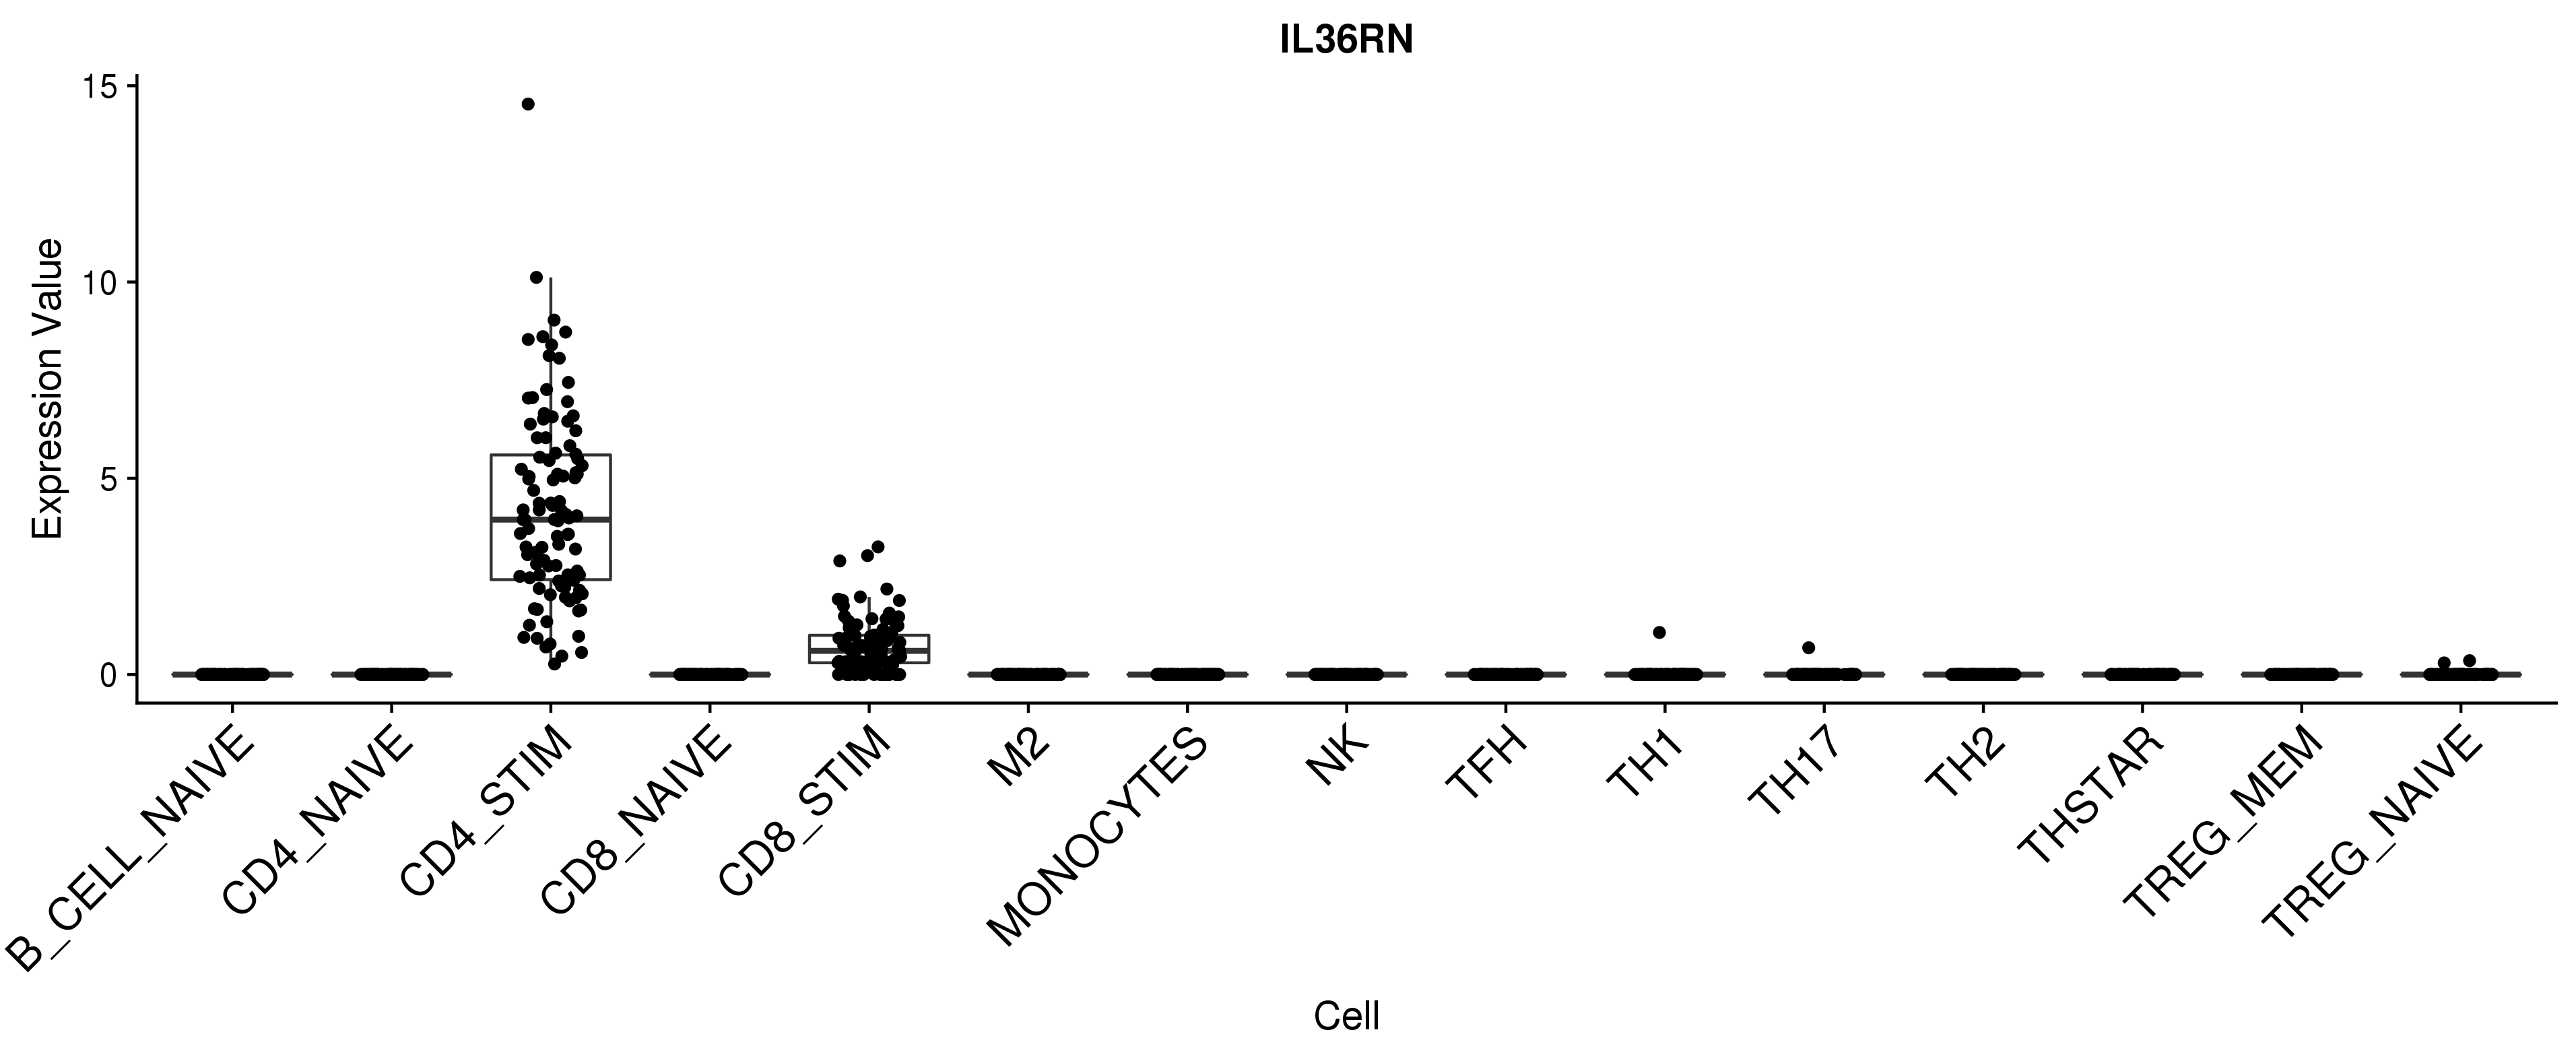 IL36RN
15
10
5
0
Expression Value
B_CELL_NAIVE
CD4_NAIVE
CD4_STIM
CD8_NAIVE
CD8_STIM
M2
MONOCYTES
NK
TFH
TH1
TH17
TH2
THSTAR
TREG_MEM
TREG_NAIVE
Cell